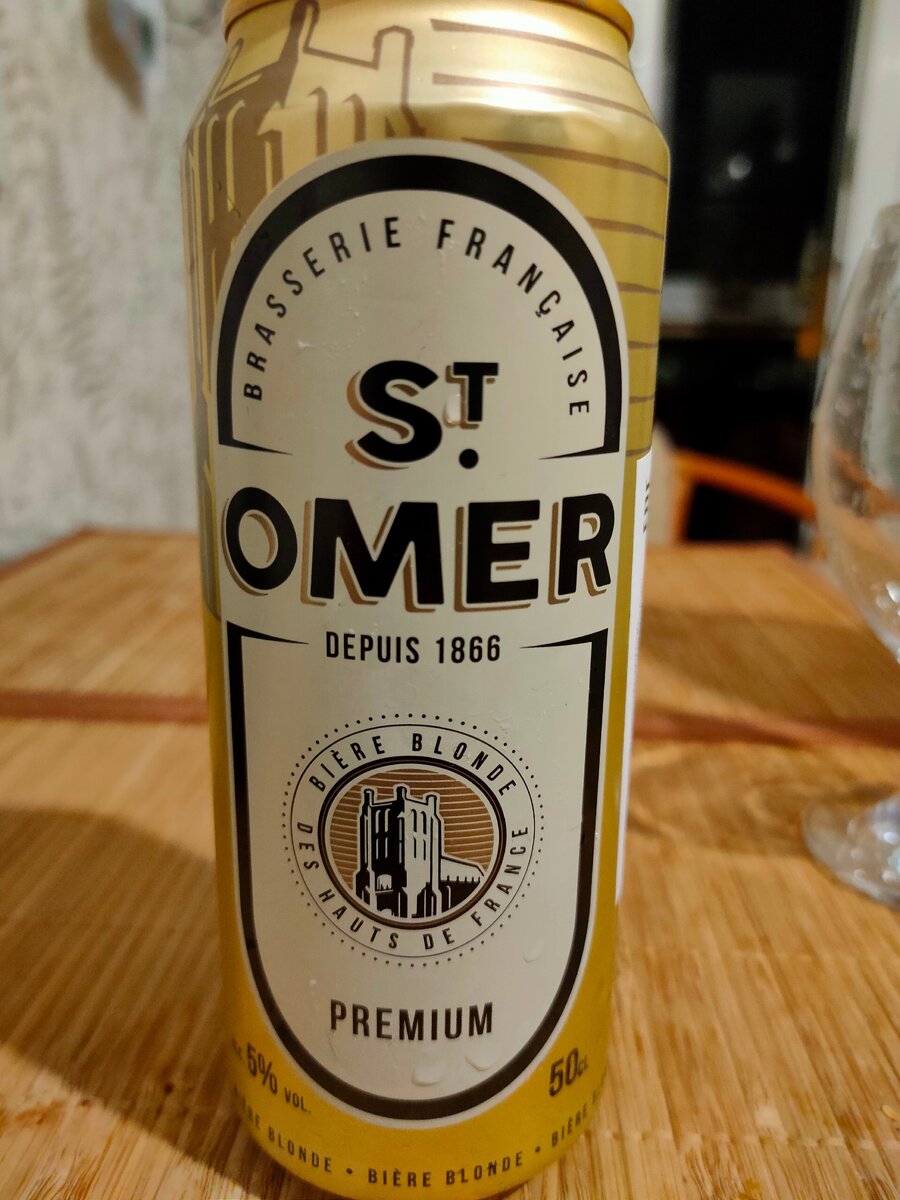 BRASSERIE FRANÇAISE
ST.
OMER
DEPUIS 1866
BIÈRE BLONDE
DES HAUTS DE FRANCE
PREMIUM
5% VOL.
50CL
BLONDE • BIÈRE BLONDE • BIÈRE